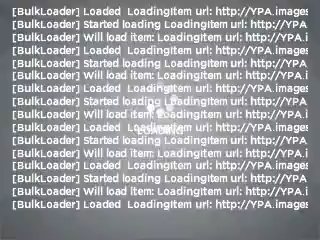 [BulkLoader] Loaded  LoadingItem url: http://YPA.images
[BulkLoader] Started loading LoadingItem url: http://YPA
[BulkLoader] Will load item: LoadingItem url: http://YPA.i
[BulkLoader] Loaded  LoadingItem url: http://YPA.images
[BulkLoader] Started loading LoadingItem url: http://YPA
[BulkLoader] Will load item: LoadingItem url: http://YPA.i
[BulkLoader] Loaded  LoadingItem url: http://YPA.images
[BulkLoader] Started loading LoadingItem url: http://YPA
[BulkLoader] Will load item: LoadingItem url: http://YPA.i
[BulkLoader] Loaded  LoadingItem url: http://YPA.images
LOADING
[BulkLoader] Started loading LoadingItem url: http://YPA
[BulkLoader] Will load item: LoadingItem url: http://YPA.i
[BulkLoader] Loaded  LoadingItem url: http://YPA.images
[BulkLoader] Started loading LoadingItem url: http://YPA
[BulkLoader] Will load item: LoadingItem url: http://YPA.i
[BulkLoader] Loaded  LoadingItem url: http://YPA.images